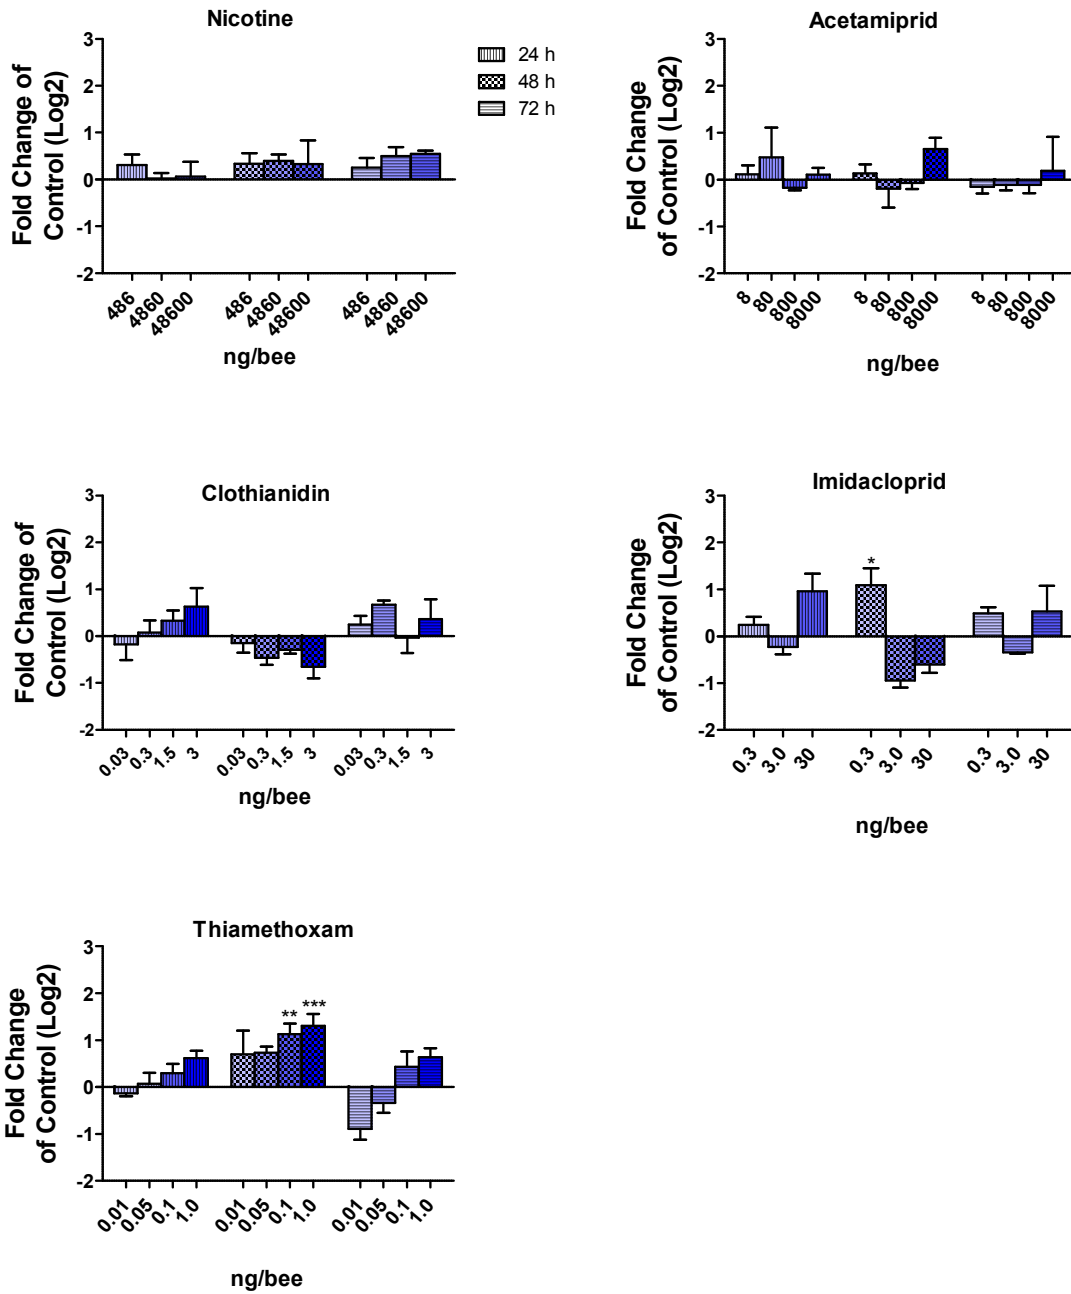 Nicotine
Fold Change of
Control (Log2)
3
2
1
0
-1
-2
486 4860 48600 486 4860 48600 486 4860 48600
ng/bee
24 h
48 h
72 h
Acetamiprid
Fold Change
of Control (Log2)
3
2
1
0
-1
-2
8 80 800 8000 8 80 800 8000 8 80 800 8000
ng/bee
Clothianidin
Fold Change of
Control (Log2)
3
2
1
0
-1
-2
0.03 0.3 1.5 3 0.03 0.3 1.5 3 0.03 0.3 1.5 3
ng/bee
Imidacloprid
Fold Change
of Control (Log2)
3
2
1
0
-1
-2
*
0.3 3.0 30 0.3 3.0 30 0.3 3.0 30
ng/bee
Thiamethoxam
Fold Change
of Control (Log2)
3
2
1
0
-1
-2
** ***
0.01 0.05 0.1 1.0 0.01 0.05 0.1 1.0 0.01 0.05 0.1 1.0
ng/bee